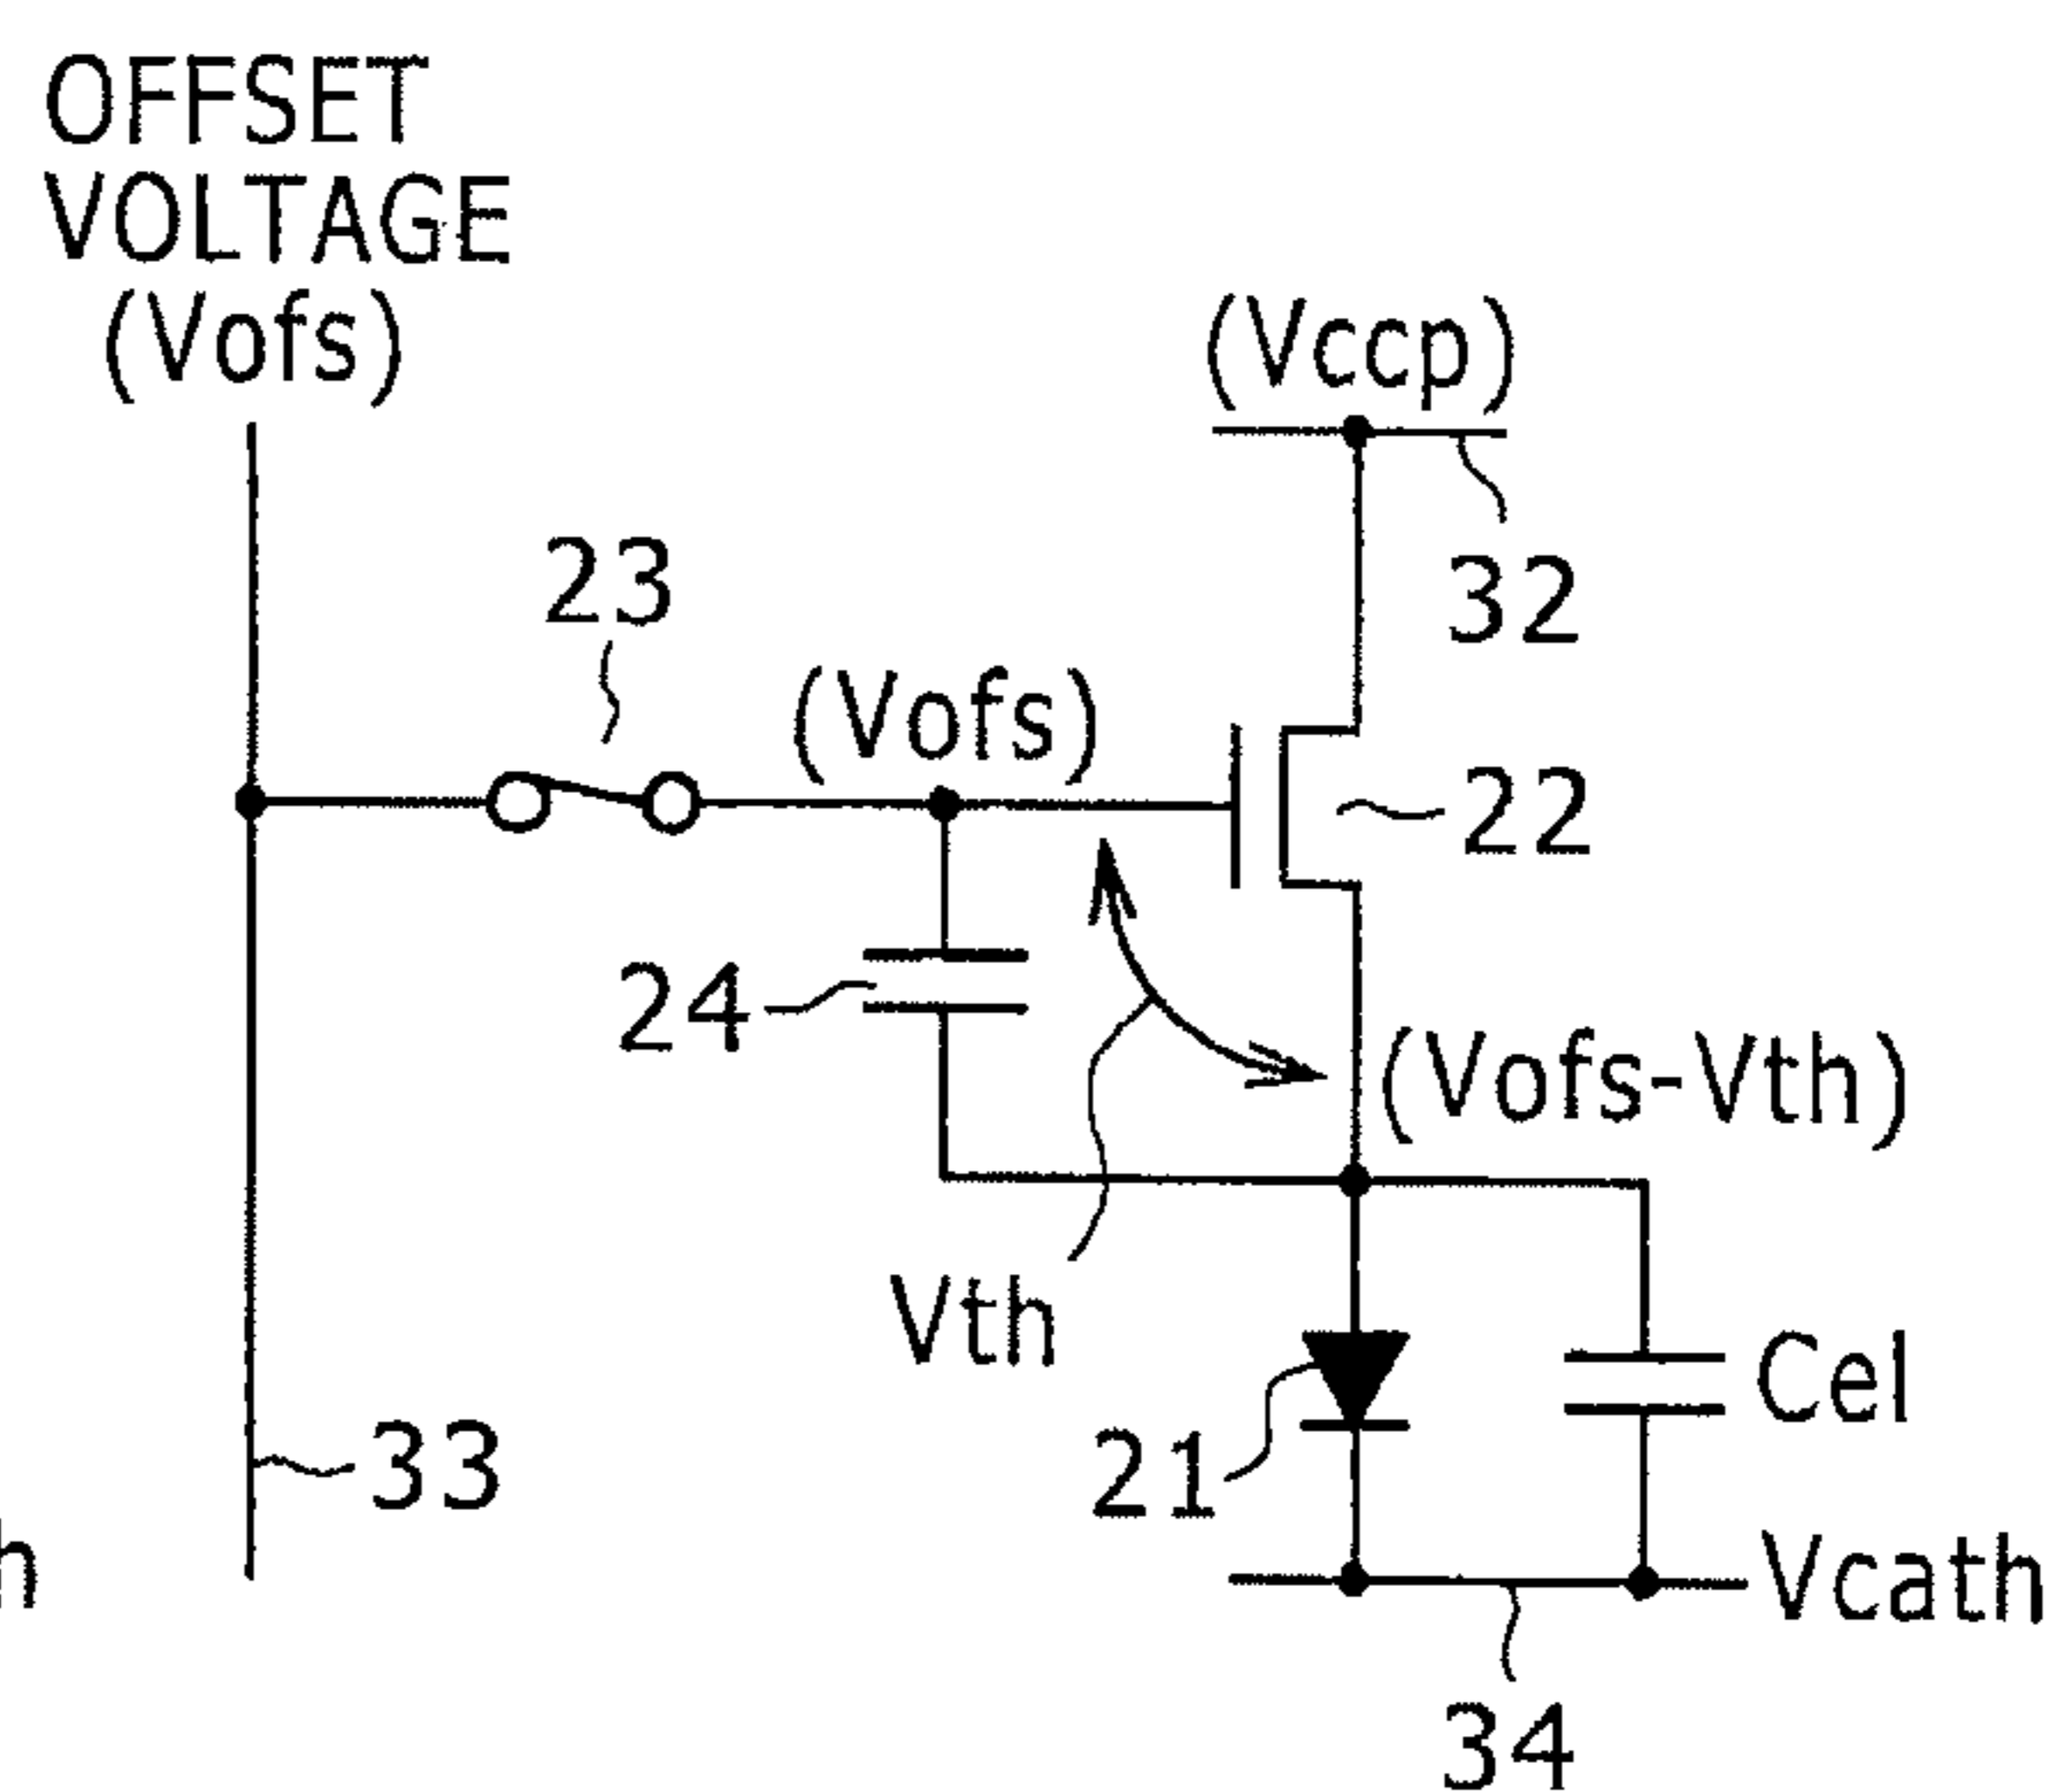 OFFSET
VOLTAGE
(Vofs)
(Vccp)
32
23
(Vofs)
22
24
(Vofs-Vth)
Vth
Cel
21
33
h
Vcath
34